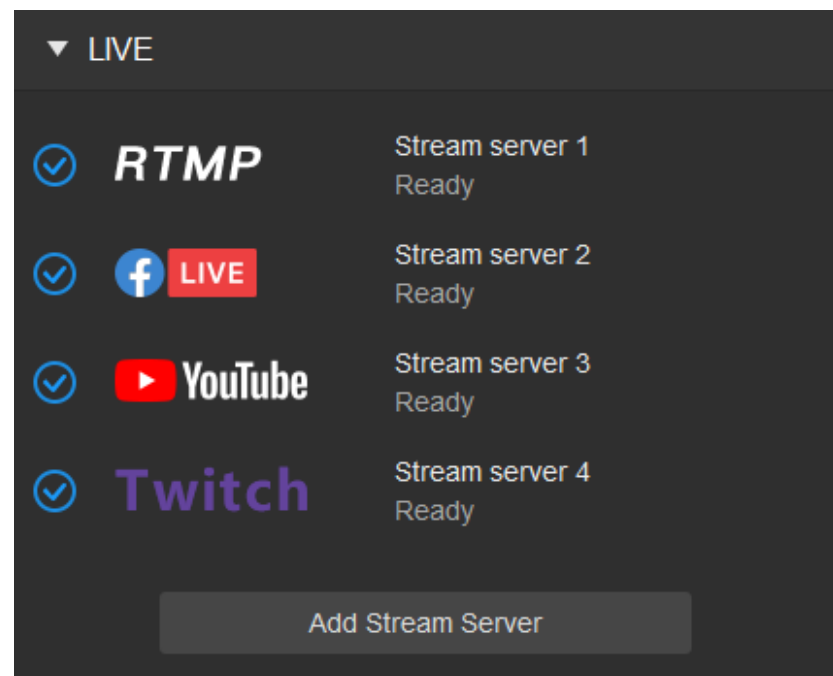 LIVE
RTMP
Stream server 1
Ready
f LIVE
Stream server 2
Ready
YouTube
Stream server 3
Ready
Twitch
Stream server 4
Ready
Add Stream Server